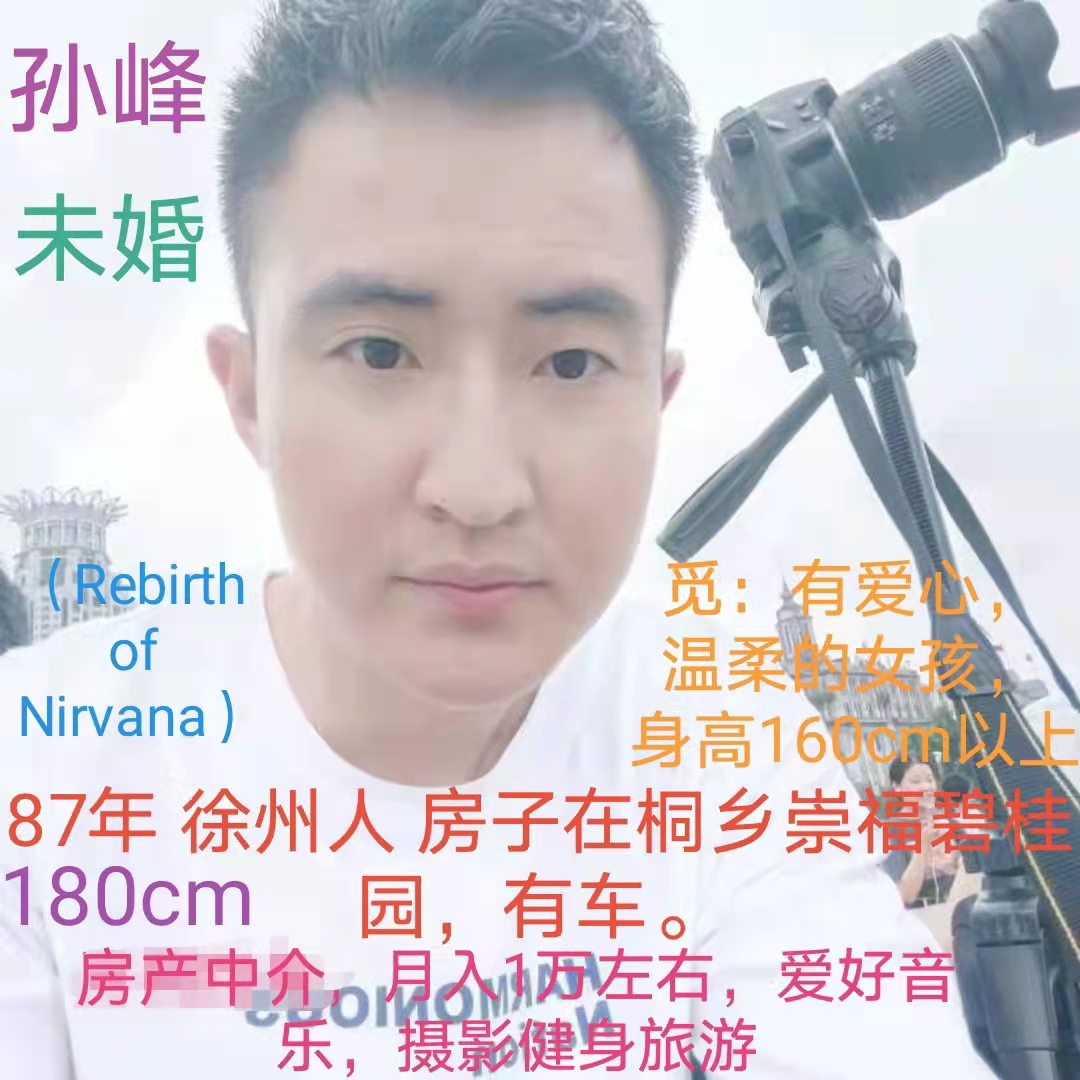 孙峰
未婚
（Rebirth
of
Nirvana）
觅：有爱心，
温柔的女孩，
身高160cm以上
87年 徐州人 房子在桐乡崇福碧桂
园，有车。
180cm
房产中介，月入1万左右，爱好音
乐，摄影健身旅游
HARMONIOUS